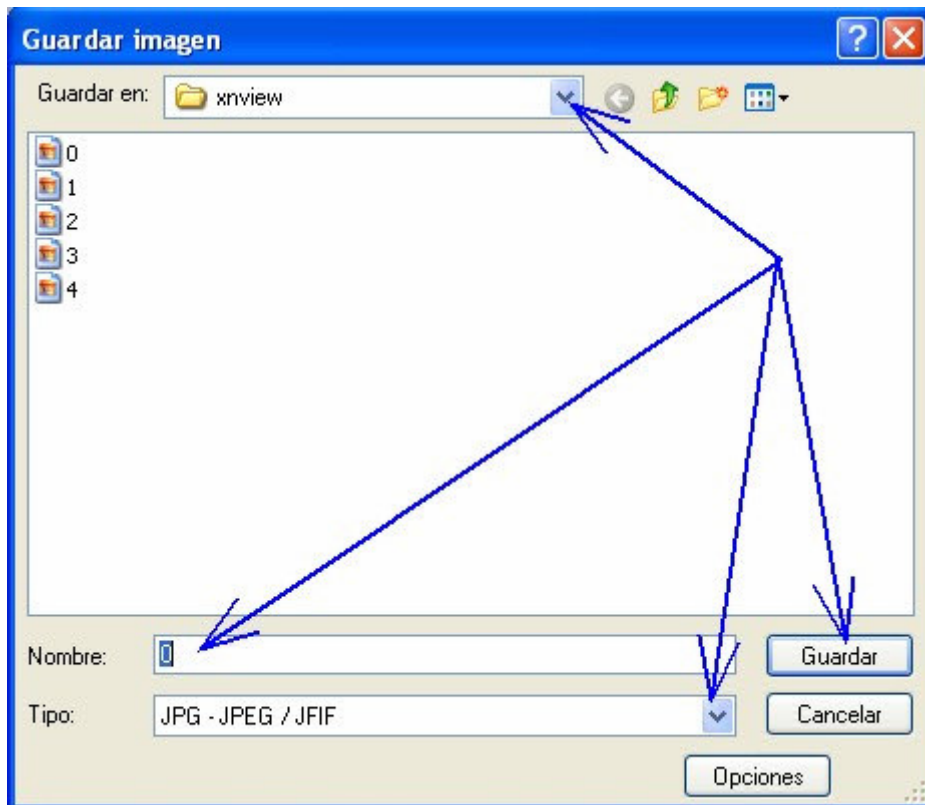 Guardar imagen
Guardar en: xnview
0
1
2
3
4
Nombre: 0 Guardar
Tipo: JPG - JPEG / JFIF Cancelar
Opciones